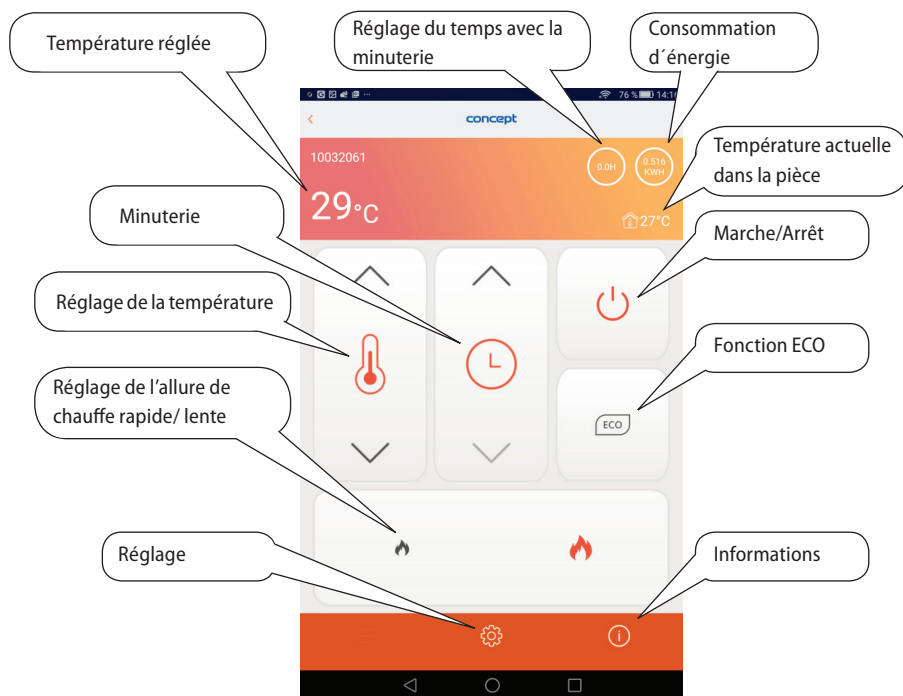 Température réglée
Réglage du temps avec la
minuterie
Consommation
d´énergie
76 % 14:16
concept
10032061
0.0H
0.516
KWH
Température actuelle
dans la pièce
29°C
27°C
Minuterie
Marche/Arrêt
Réglage de la température
Fonction ECO
Réglage de l’allure de
chauffe rapide/ lente
ECO
Réglage
Informations